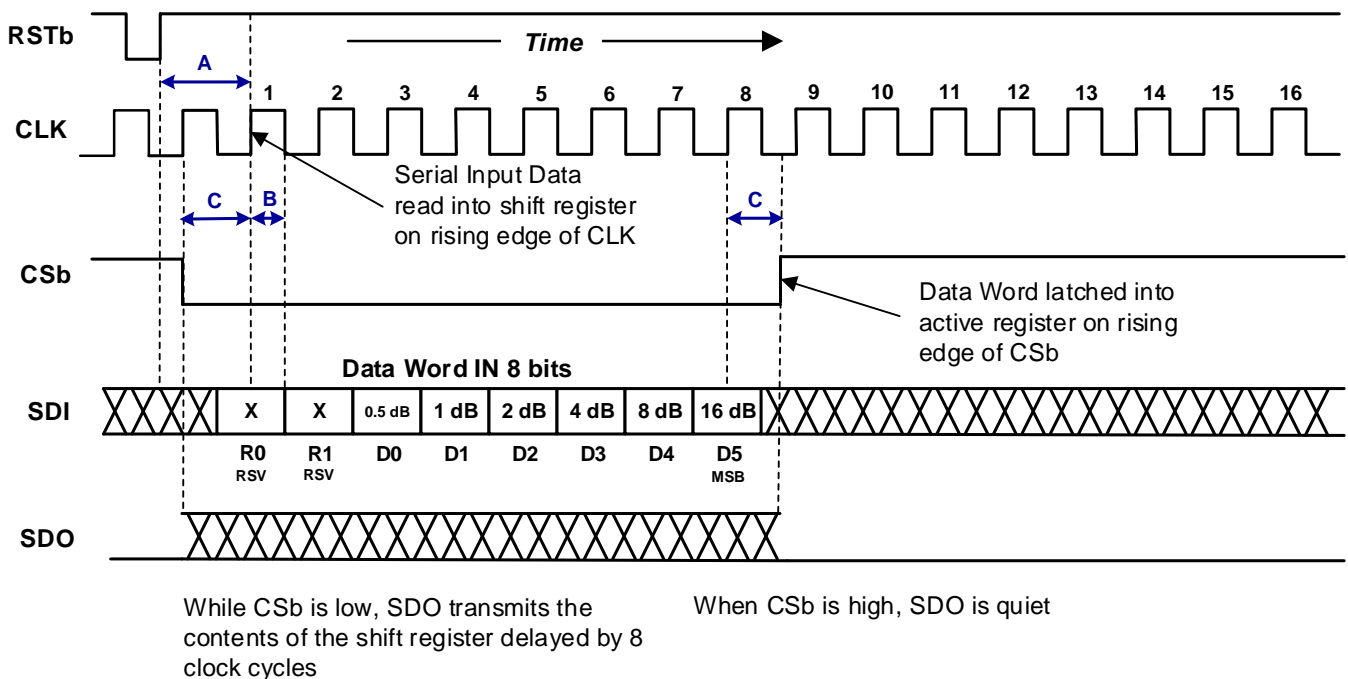 RSTb
Time
A
1 2 3 4 5 6 7 8 9 10 11 12 13 14 15 16
CLK
Serial Input Data
read into shift register
on rising edge of CLK
C B C
CSb
Data Word latched into
active register on rising
edge of CSb
Data Word IN 8 bits
SDI
X X 0.5 dB 1 dB 2 dB 4 dB 8 dB 16 dB
R0 R1 D0 D1 D2 D3 D4 D5
RSV RSV MSB
SDO
While CSb is low, SDO transmits the
contents of the shift register delayed by 8
clock cycles
When CSb is high, SDO is quiet